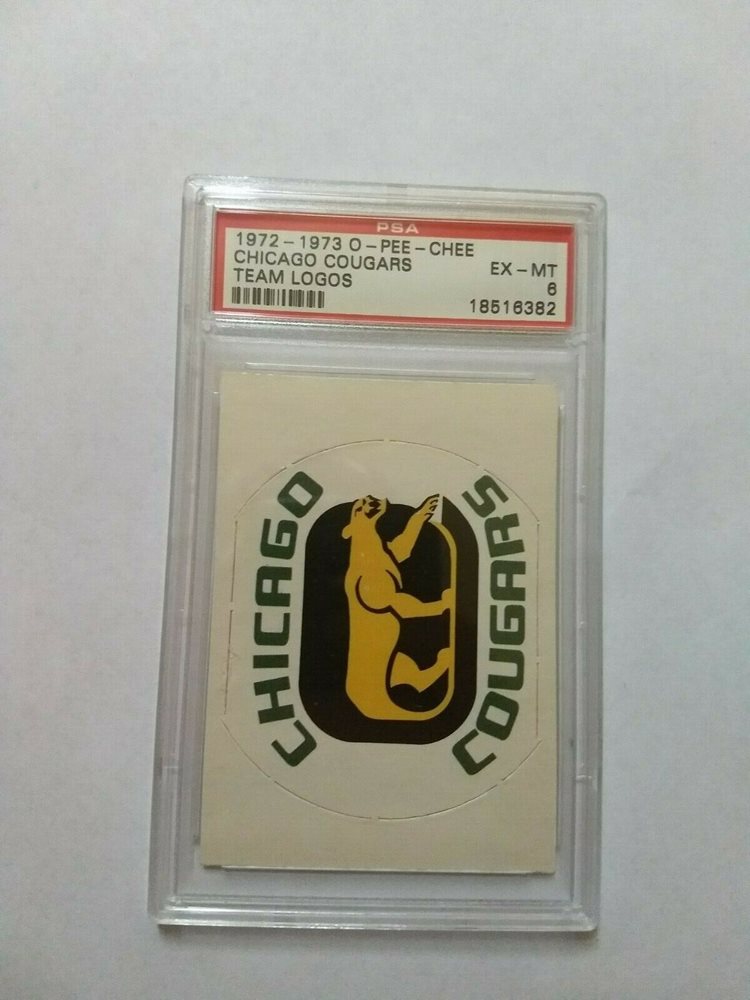 PSA
1972-1973 O-PEE-CHEE
CHICAGO COUGARS
TEAM LOGOS
EX-MT
6
18516382
CHICAGO
COUGARS